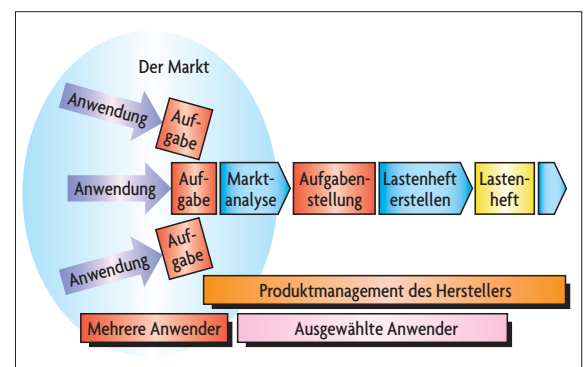 Der Markt
Anwendung
Auf-
gabe
Anwendung
Auf-
gabe
Markt-
analyse
Aufgaben-
stellung
Lastenheft
erstellen
Lasten-
heft
Anwendung
Auf-
gabe
Produktmanagement des Herstellers
Mehrere Anwender
Ausgewählte Anwender